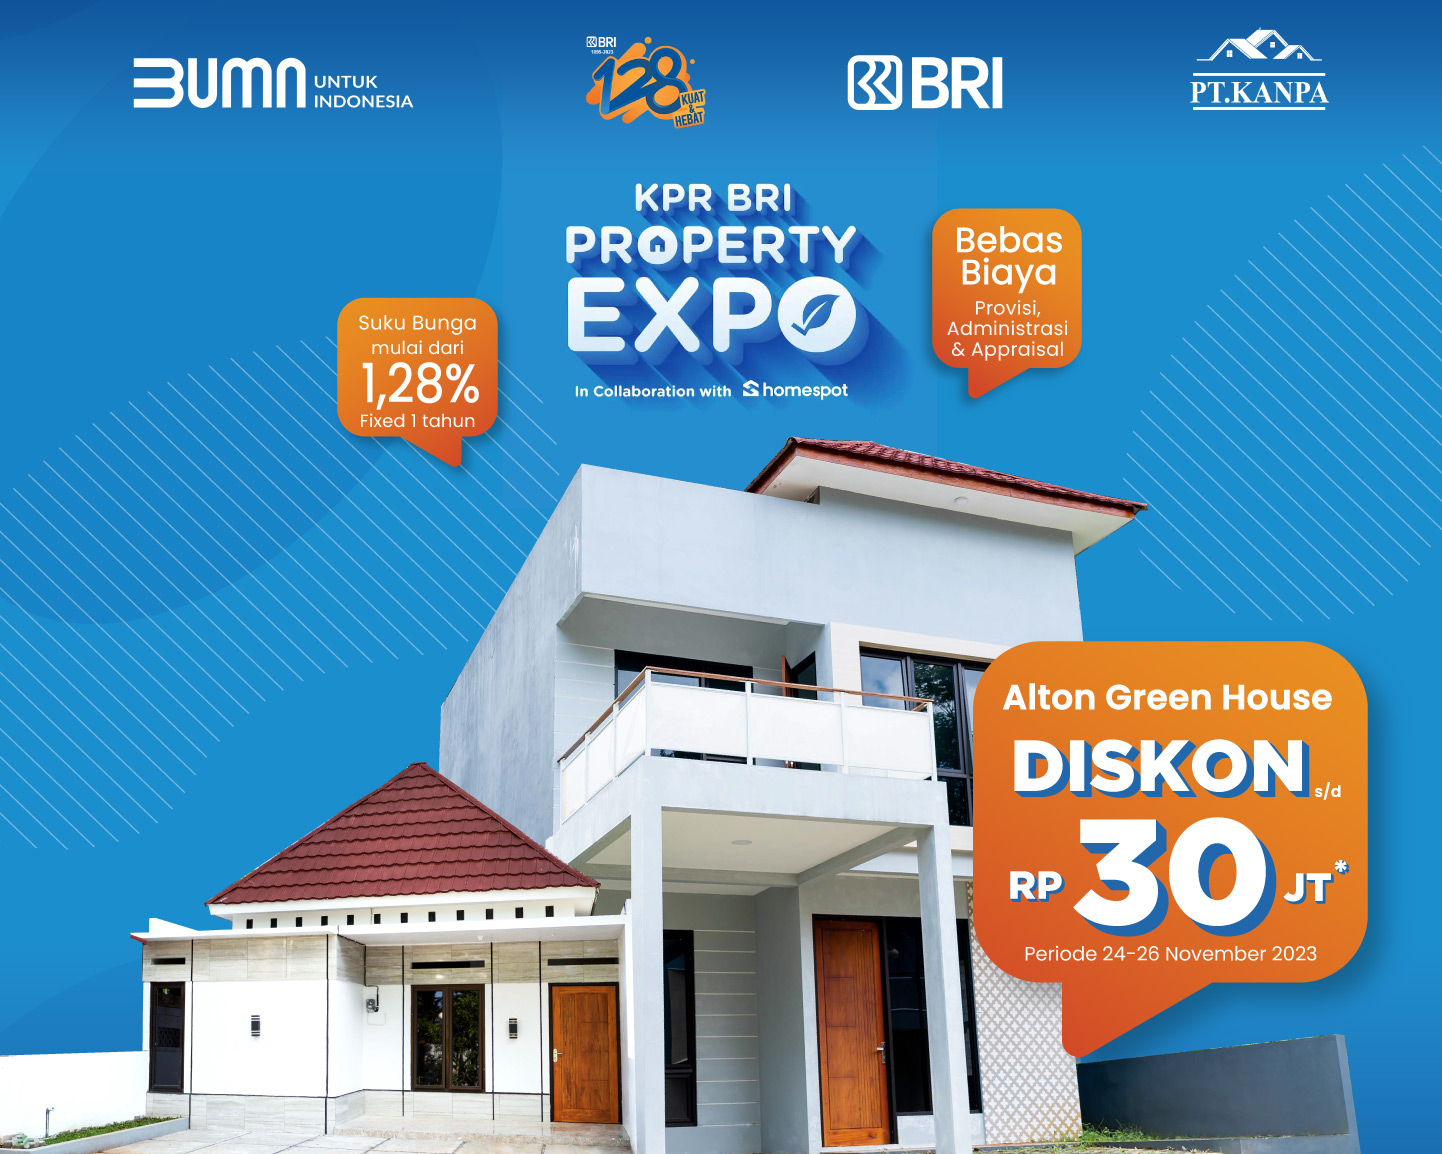 BUMN UNTUK
INDONESIA
BRI
1895-2023
128
KUAT
&
HEBAT
BRI
PT.KANPA
KPR BRI
PROPERTY
EXPO
In Collaboration with homespot
Suku Bunga
mulai dari
1,28%
Fixed 1 tahun
Bebas
Biaya
Provisi,
Administrasi
& Appraisal
Alton Green House
DISKON s/d
RP 30 JT*
Periode 24-26 November 2023